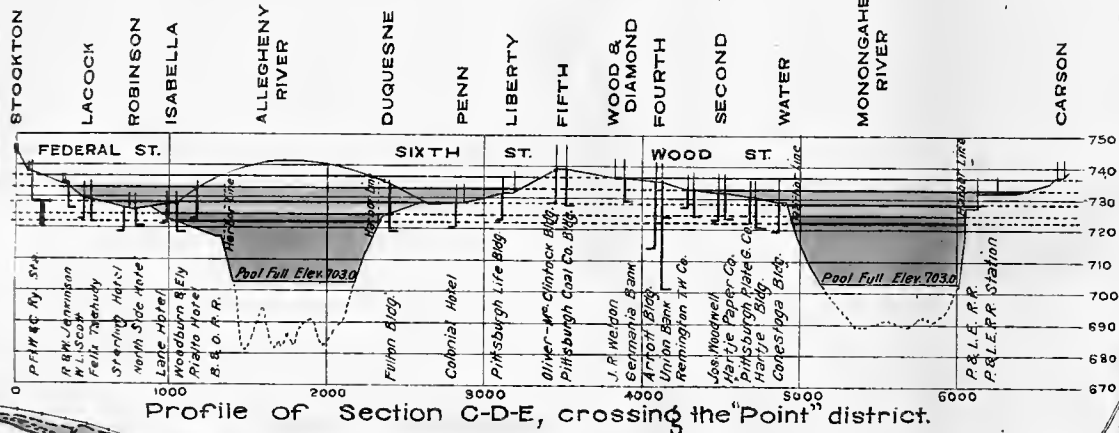 STOOKTON
LACOCK
ROBINSON
ISABELLA
ALLEGHENY RIVER
DUQUESNE
PENN
LIBERTY
FIFTH
WOOD & DIAMOND
FOURTH
SECOND
WATER
MONONGAHE
RIVER
CARSON
FEDERAL ST.
SIXTH ST.
WOOD ST.
750
740
730
720
710
700
690
680
670
Harbor Line
Harbor Line
Harbor Line
Harbor Line
Pool Full Elev. 703.0
Pool Full Elev. 703.0
P.Ft.W.&C. Ry. Sta.
R & W. Jenkinson
W.L. Scott
Felix
Sterling Hotel
North Side Hotel
Lane Hotel
Woodburn & Ely
Rialto Hotel
B. & O. R. R.
Fulton Bldg.
Colonial Hotel
Pittsburgh Life Bldg.
Oliver-McClintock Bldg.
Pittsburgh Coal Co. Bldg.
J. R. Weldon
Germania Bank
Arrott Bldg.
Union Bank
Remington T.W. Co.
Jos. Woodwell
Hartje Paper Co.
Pittsburgh Plate G. Co.
Hartje Bldg.
Conestoga Bldg.
P. & L.E. R.R.
P. & L.E. R.R. Station
0
1000
2000
3000
4000
5000
6000
Profile of Section C-D-E, crossing the "Point" district.